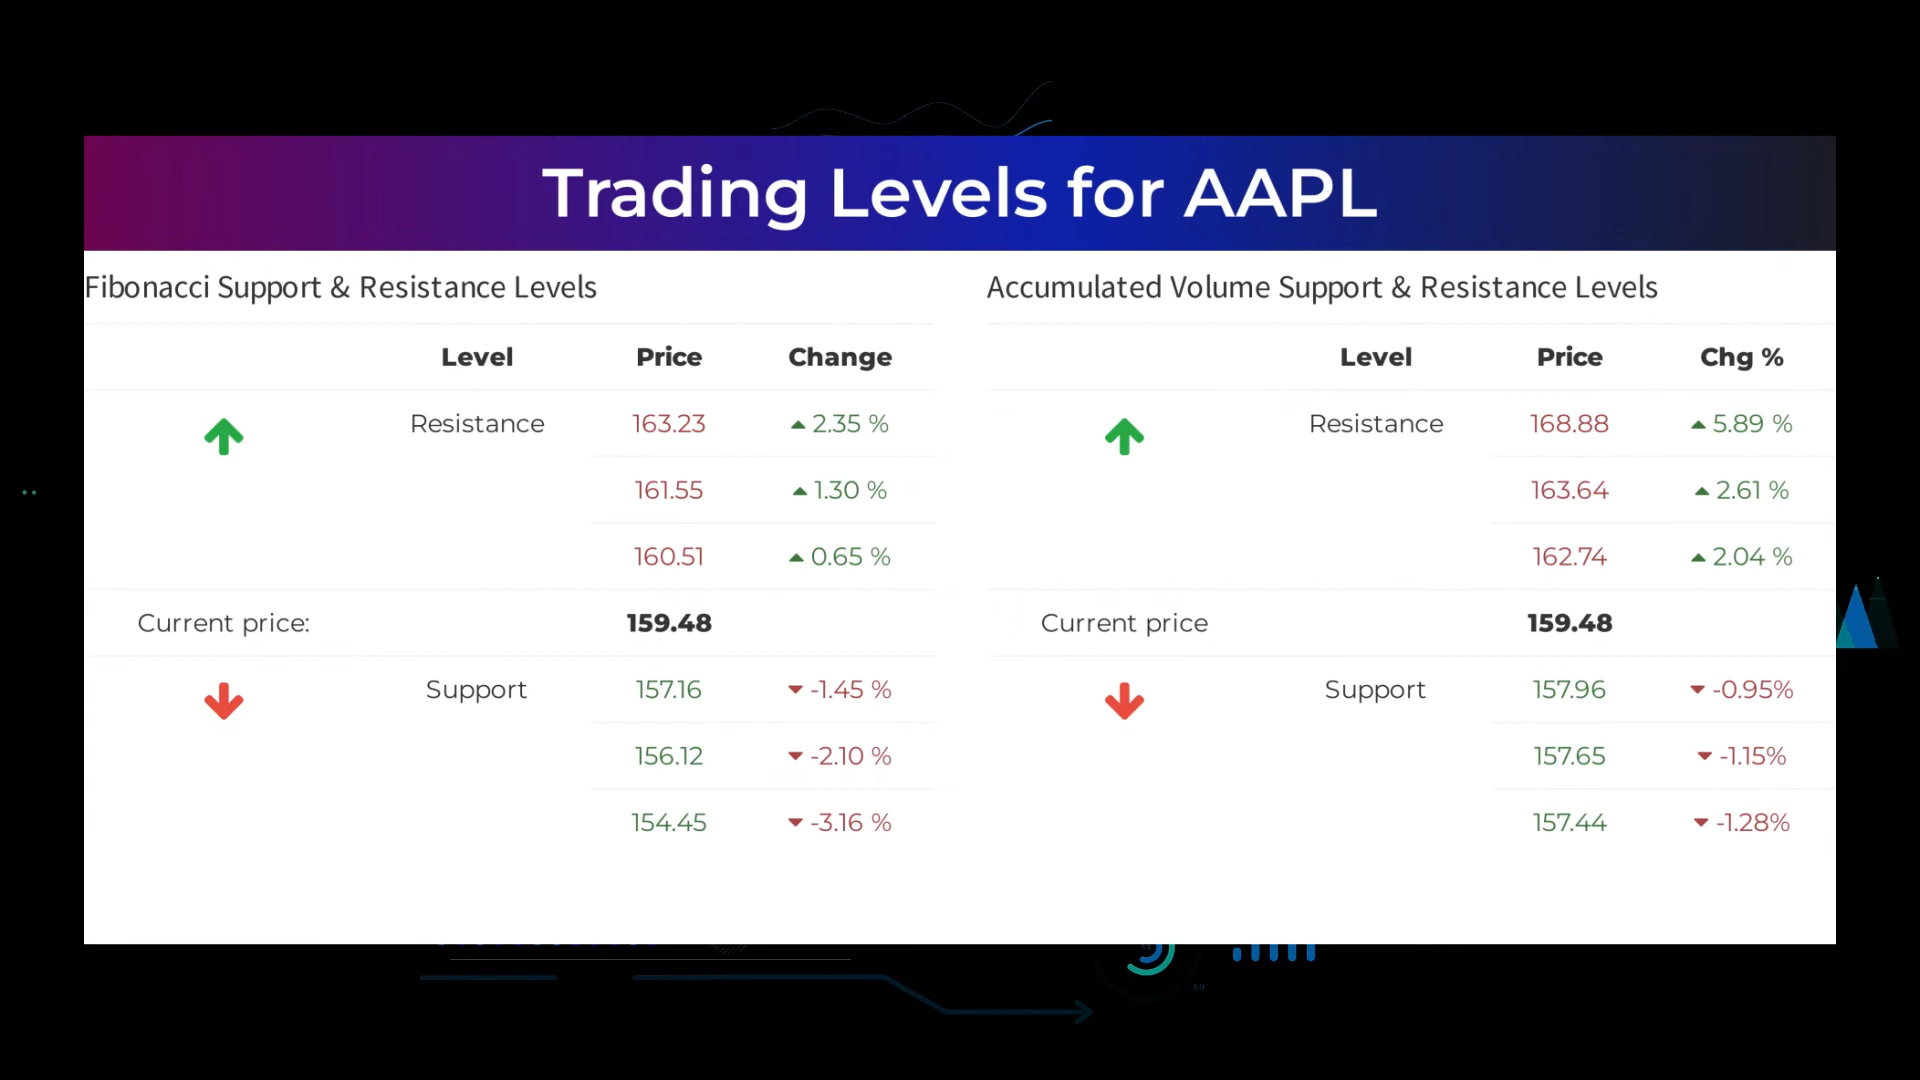 Trading Levels for AAPL
Fibonacci Support & Resistance Levels
Level Price Change
Resistance 163.23 2.35 %
161.55 1.30 %
160.51 0.65 %
Current price: 159.48
Support 157.16 -1.45 %
156.12 -2.10 %
154.45 -3.16 %
Accumulated Volume Support & Resistance Levels
Level Price Chg %
Resistance 168.88 5.89 %
163.64 2.61 %
162.74 2.04 %
Current price 159.48
Support 157.96 -0.95%
157.65 -1.15%
157.44 -1.28%
69